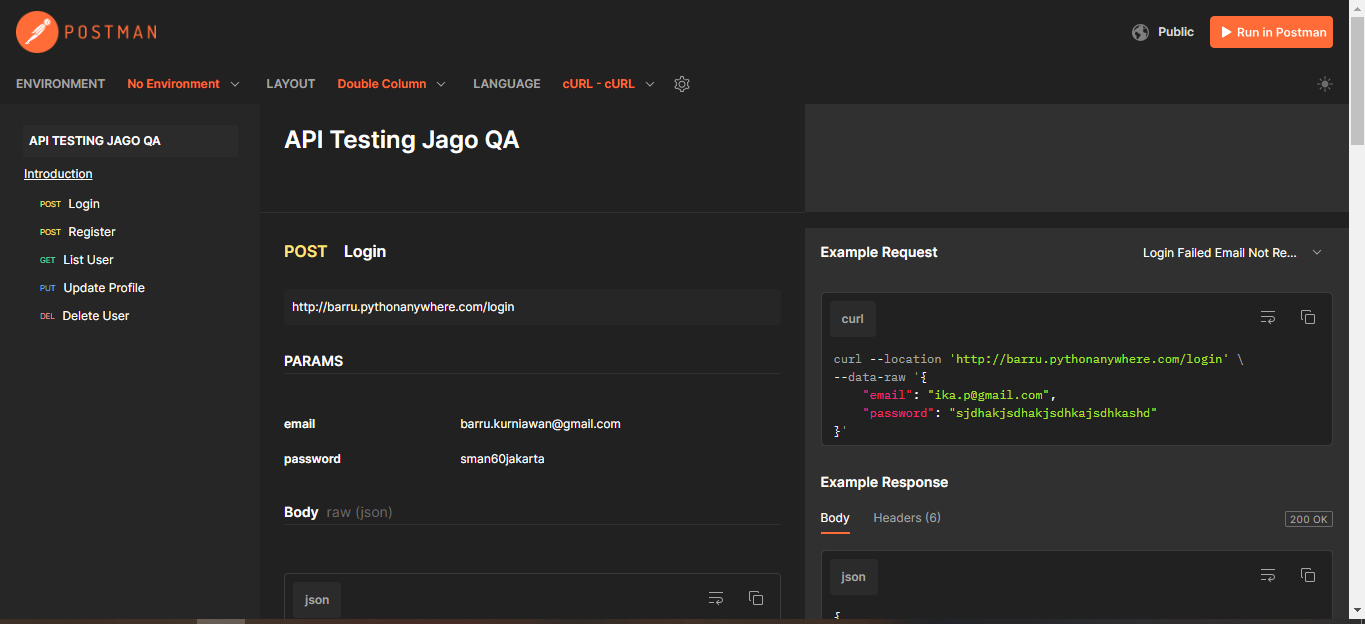 POSTMAN
Public
Run in Postman
ENVIRONMENT No Environment LAYOUT Double Column LANGUAGE cURL - cURL
API TESTING JAGO QA
Introduction
POST Login
POST Register
GET List User
PUT Update Profile
DEL Delete User
API Testing Jago QA
POST Login
http://barru.pythonanywhere.com/login
PARAMS
email barru.kurniawan@gmail.com
password sman60jakarta
Body raw (json)
json
Example Request Login Failed Email Not Re...
curl
curl --location 'http://barru.pythonanywhere.com/login' \
--data-raw '{
"email": "ika.p@gmail.com",
"password": "sjdhakjsdhakjsdhkajsdhkashd"
}'
Example Response
Body Headers (6) 200 OK
json
{